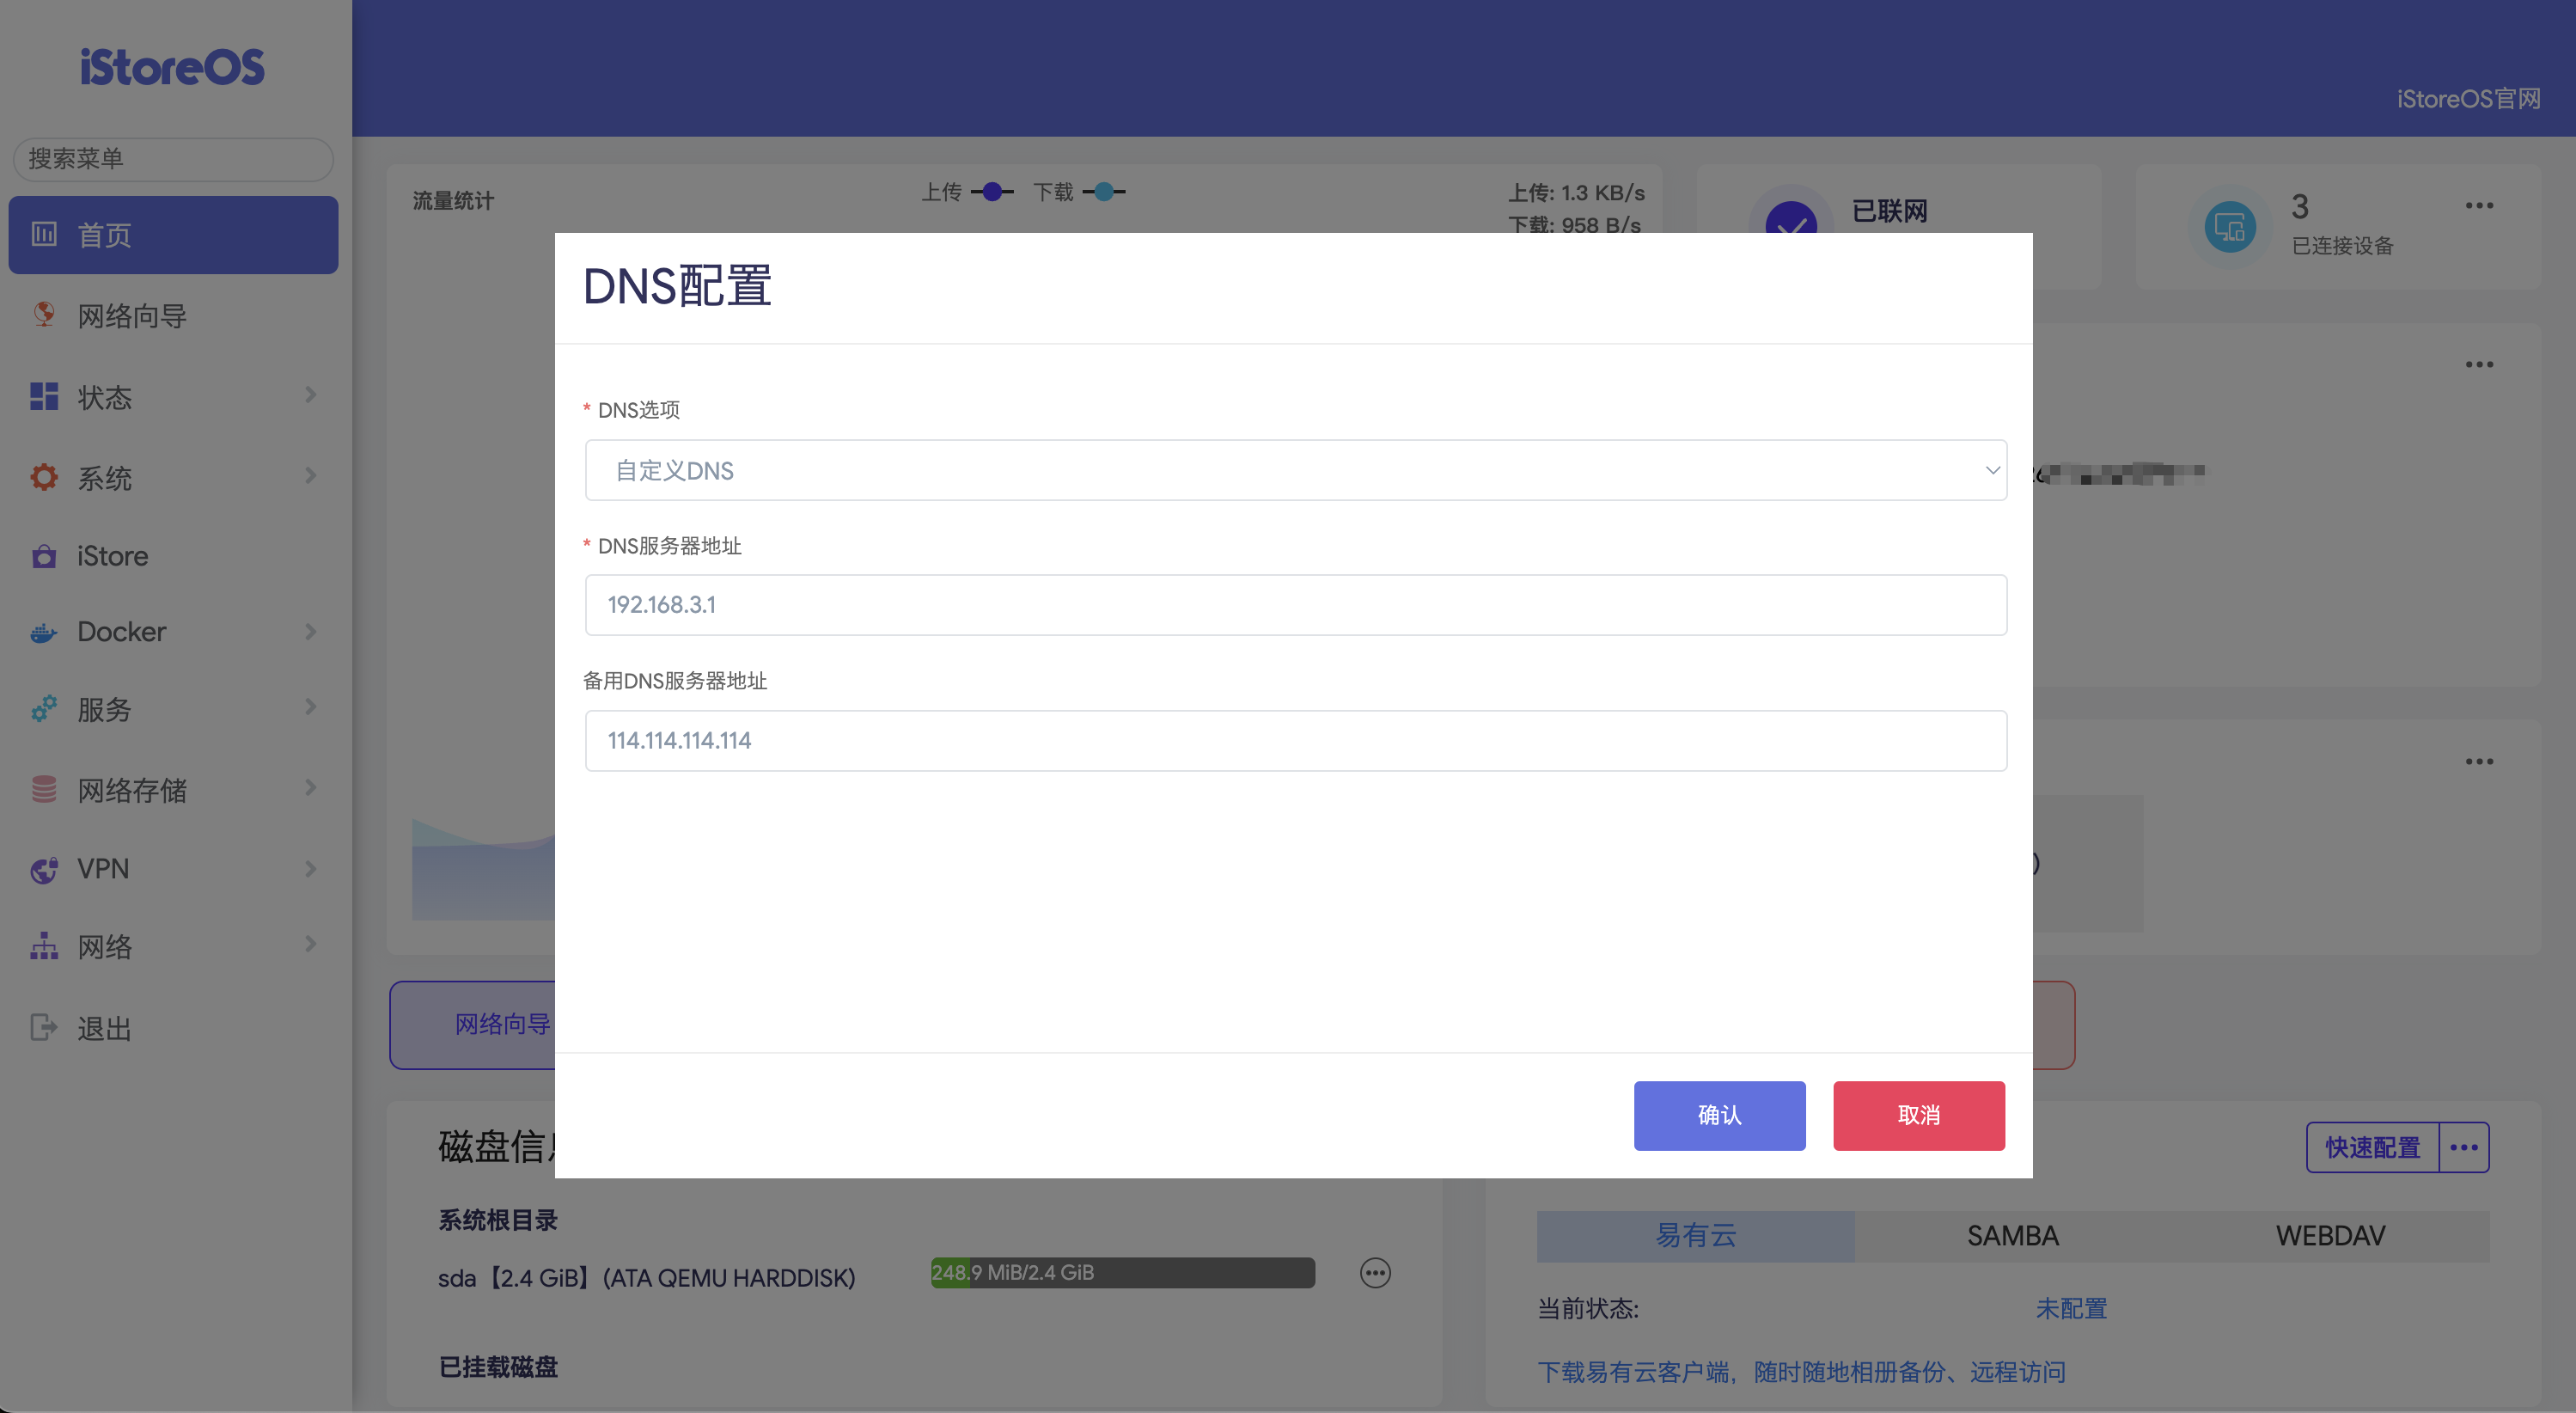 iStoreOS
iStoreOS官网
搜索菜单
首页
网络向导
状态
系统
iStore
Docker
服务
网络存储
VPN
网络
退出
流量统计
上传
下载
上传: 1.3 KB/s
下载: 958 B/s
已联网
3
已连接设备
DNS配置
* DNS选项
自定义DNS
* DNS服务器地址
192.168.3.1
备用DNS服务器地址
114.114.114.114
确认
取消
网络向导
磁盘信
系统根目录
sda【2.4 GiB】(ATA QEMU HARDDISK)
248.9 MiB/2.4 GiB
已挂载磁盘
快速配置
易有云
SAMBA
WEBDAV
当前状态:
未配置
下载易有云客户端，随时随地相册备份、远程访问